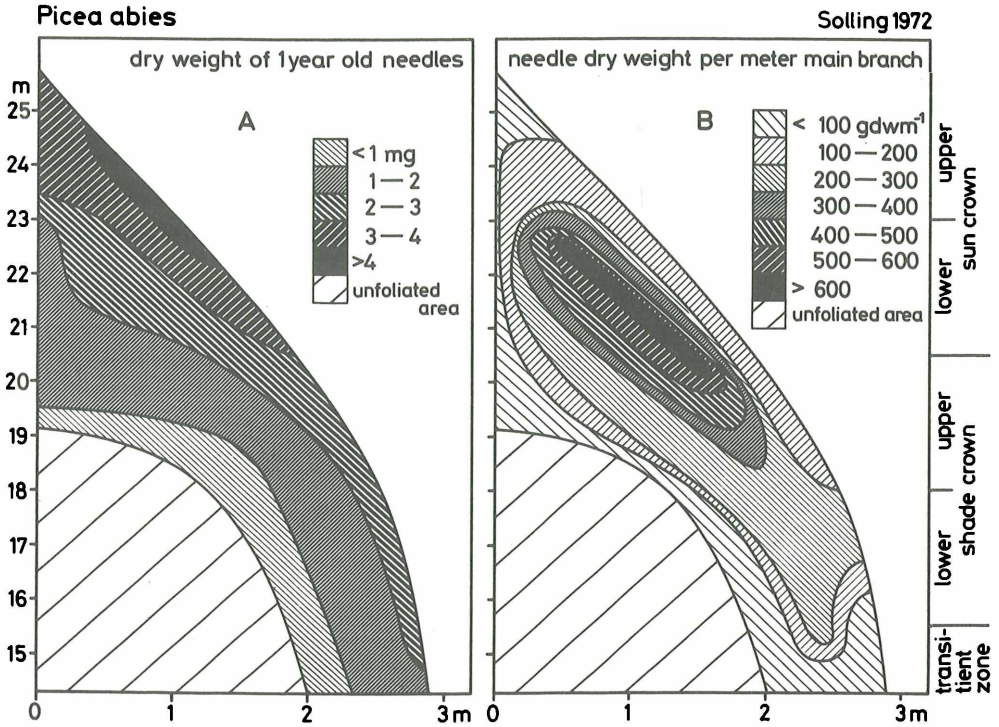 Picea abies
Solling 1972
dry weight of 1 year old needles
A
< 1 mg
1 — 2
2 — 3
3 — 4
>4
unfoliated
area
m
25
24
23
22
21
20
19
18
17
16
15
0
1
2
3 m
needle dry weight per meter main branch
B
< 100 gdwm⁻¹
100 — 200
200 — 300
300 — 400
400 — 500
500 — 600
> 600
unfoliated area
0
1
2
3 m
upper
lower
sun crown
upper
lower
shade crown
transi-
tient
zone